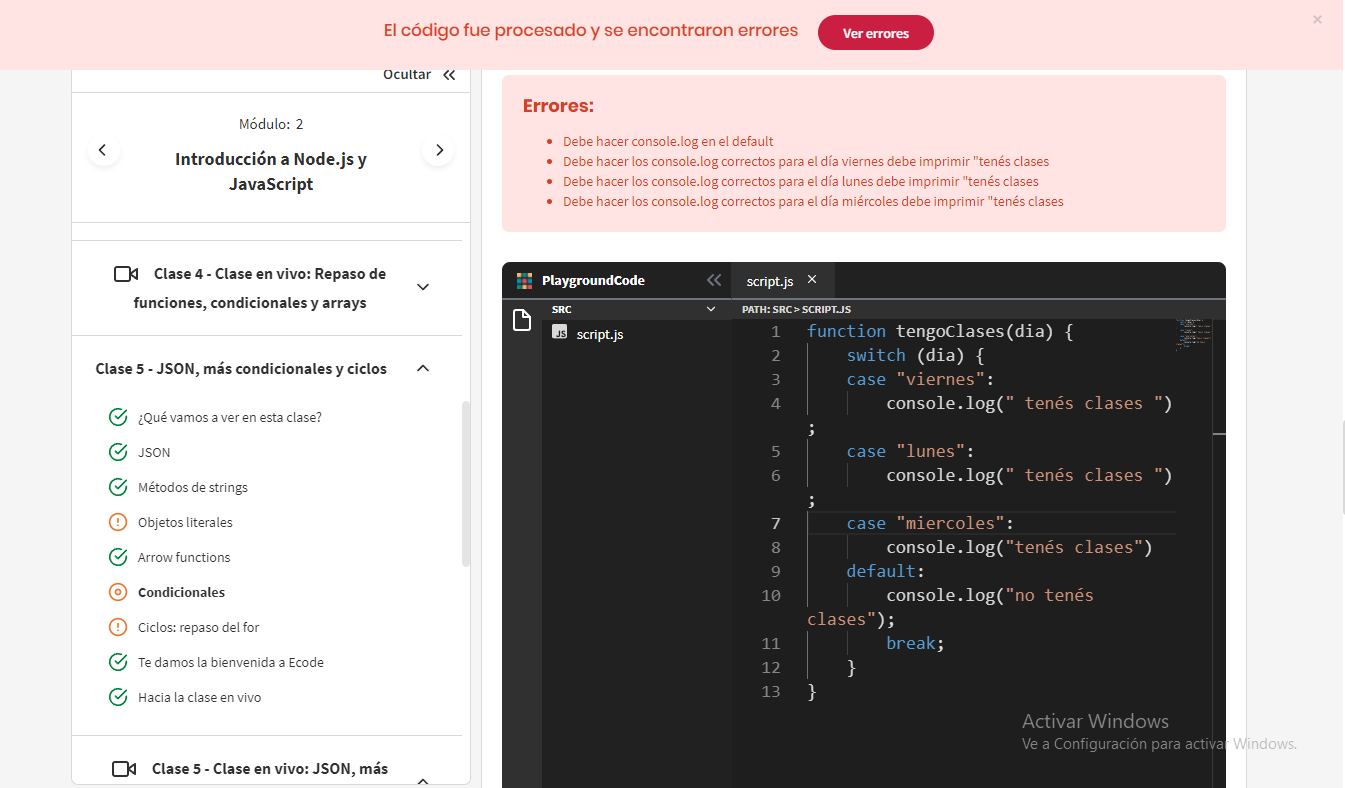 El código fue procesado y se encontraron errores
Ver errores
×
Ocultar
Módulo: 2
Introducción a Node.js y
JavaScript
Clase 4 - Clase en vivo: Repaso de
funciones, condicionales y arrays
Clase 5 - JSON, más condicionales y ciclos
¿Qué vamos a ver en esta clase?
JSON
Métodos de strings
Objetos literales
Arrow functions
Condicionales
Ciclos: repaso del for
Te damos la bienvenida a Ecode
Hacia la clase en vivo
Clase 5 - Clase en vivo: JSON, más
Errores:
Debe hacer console.log en el default
Debe hacer los console.log correctos para el día viernes debe imprimir "tenés clases
Debe hacer los console.log correctos para el día lunes debe imprimir "tenés clases
Debe hacer los console.log correctos para el día miércoles debe imprimir "tenés clases
PlaygroundCode
script.js ×
SRC
JS script.js
PATH: SRC > SCRIPT.JS
1 function tengoClases(dia) {
2 switch (dia) {
3 case "viernes":
4 console.log(" tenés clases ")
;
5 case "lunes":
6 console.log(" tenés clases ")
;
7 case "miercoles":
8 console.log("tenés clases")
9 default:
10 console.log("no tenés
clases");
11 break;
12 }
13 }
Activar Windows
Ve a Configuración para activar Windows.